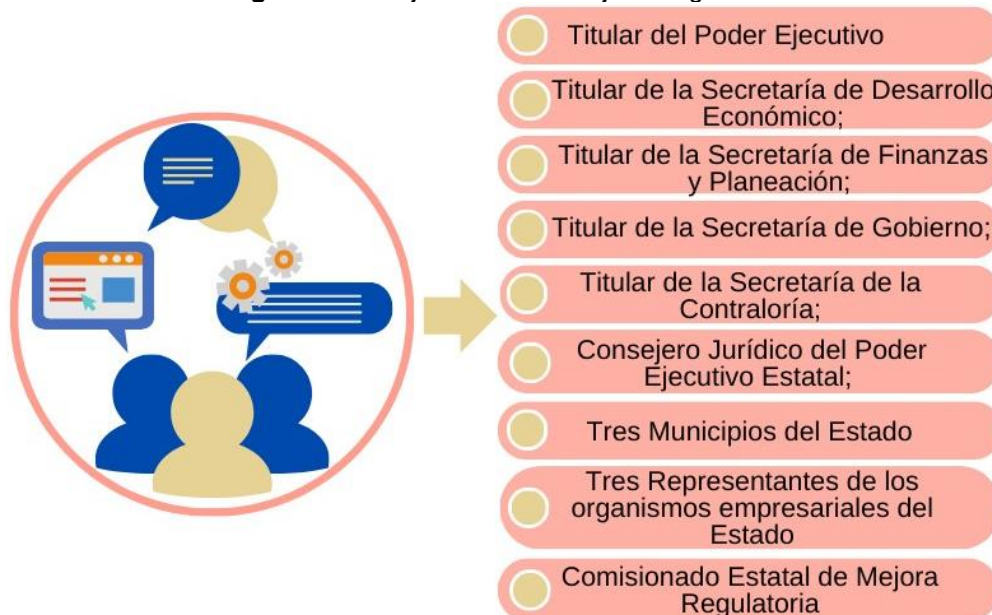 Titular del Poder Ejecutivo
Titular de la Secretaría de Desarrollo
Económico;
Titular de la Secretaría de Finanzas
y Planeación;
Titular de la Secretaría de Gobierno;
Titular de la Secretaría de la
Contraloría;
Consejero Jurídico del Poder
Ejecutivo Estatal;
Tres Municipios del Estado
Tres Representantes de los
organismos empresariales del
Estado
Comisionado Estatal de Mejora
Regulatoria